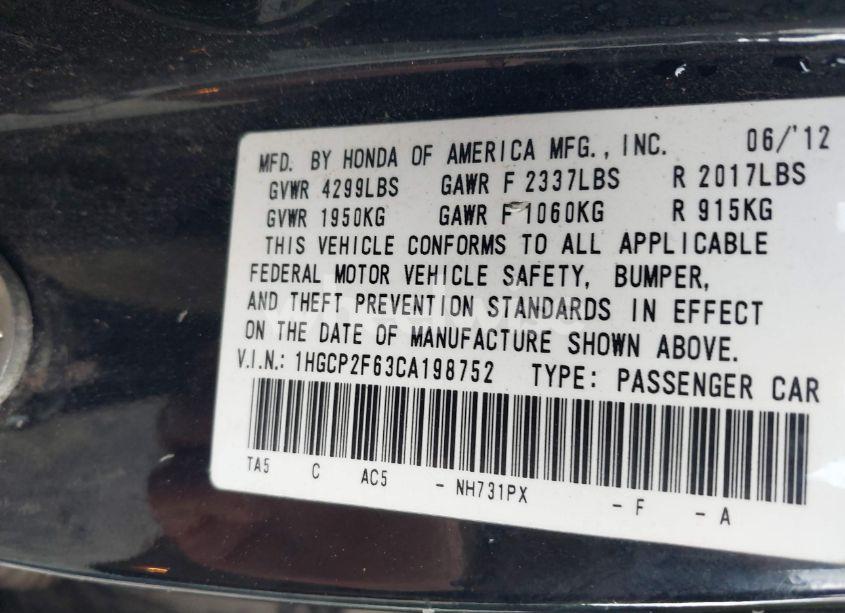 MFD. BY HONDA OF AMERICA MFG., INC. 06/'12
GVWR 4299LBS GAWR F 2337LBS R 2017LBS
GVWR 1950KG GAWR F 1060KG R 915KG
THIS VEHICLE CONFORMS TO ALL APPLICABLE
FEDERAL MOTOR VEHICLE SAFETY, BUMPER,
AND THEFT PREVENTION STANDARDS IN EFFECT
ON THE DATE OF MANUFACTURE SHOWN ABOVE.
V.I.N.: 1HGCP2F63CA198752 TYPE: PASSENGER CAR
TA5 C AC5 - NH731PX - F - A